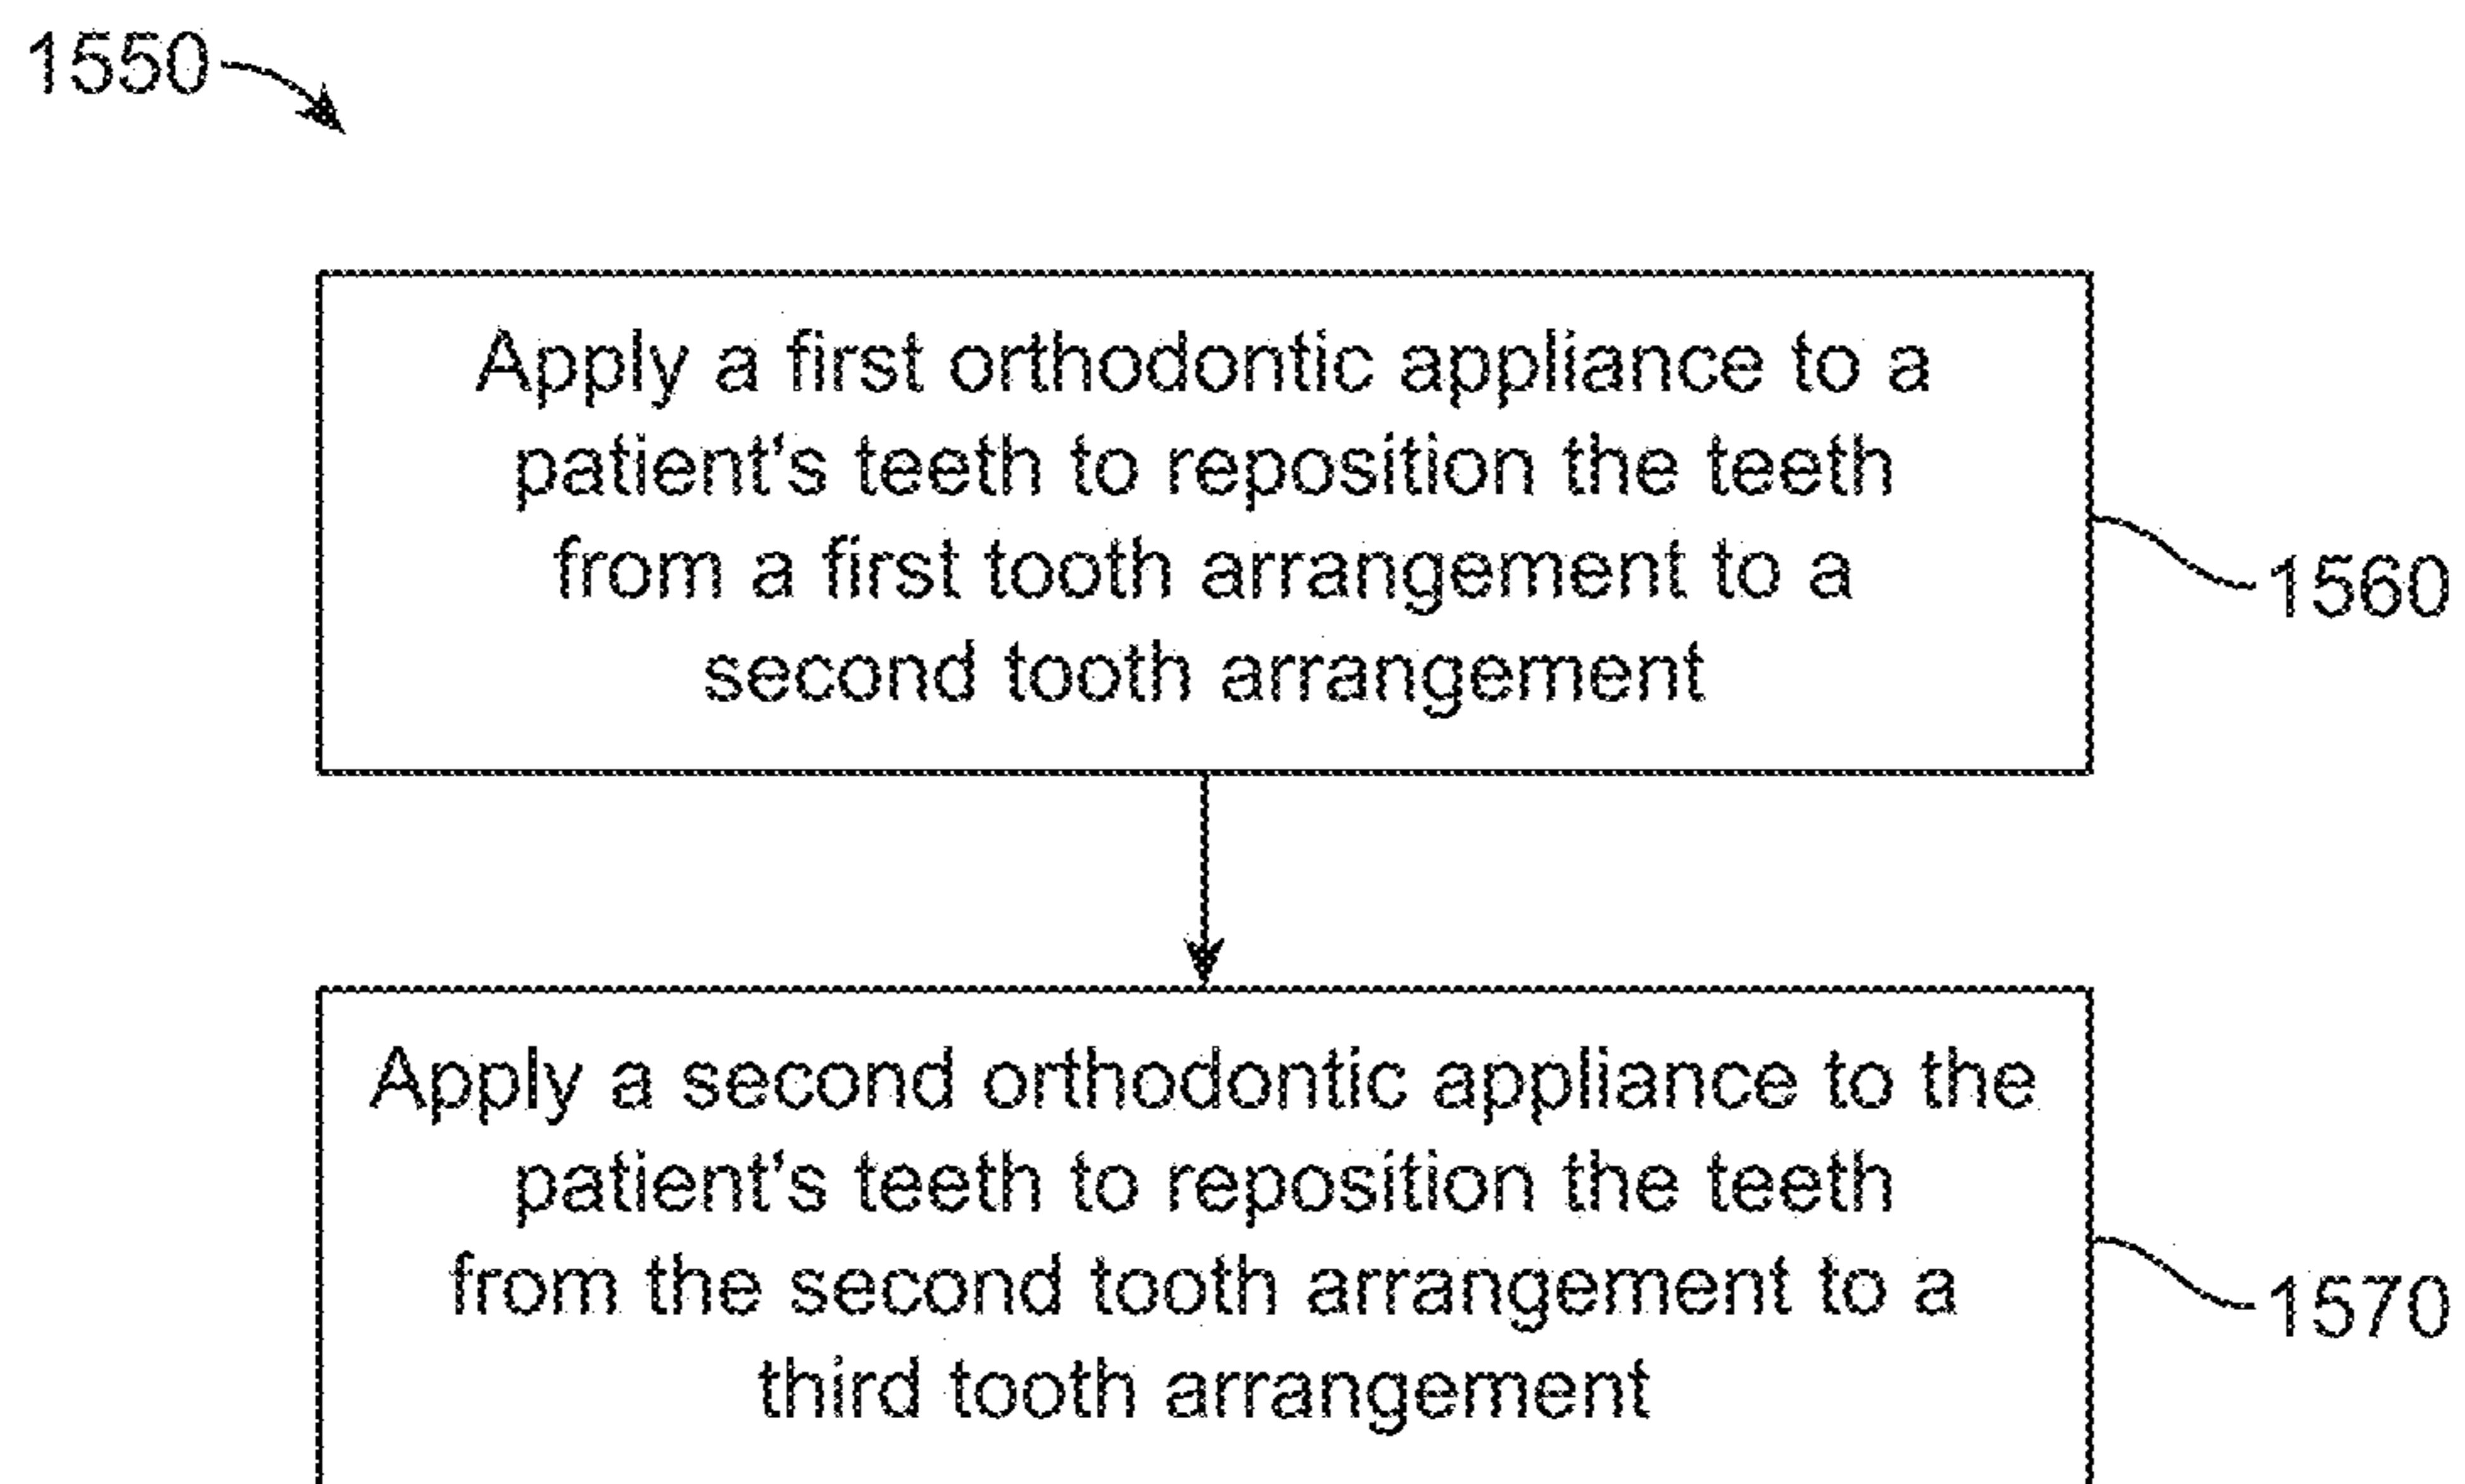 1550
Apply a first orthodontic appliance to a
patient's teeth to reposition the teeth
from a first tooth arrangement to a
second tooth arrangement
1560
Apply a second orthodontic appliance to the
patient's teeth to reposition the teeth
from the second tooth arrangement to a
third tooth arrangement
1570